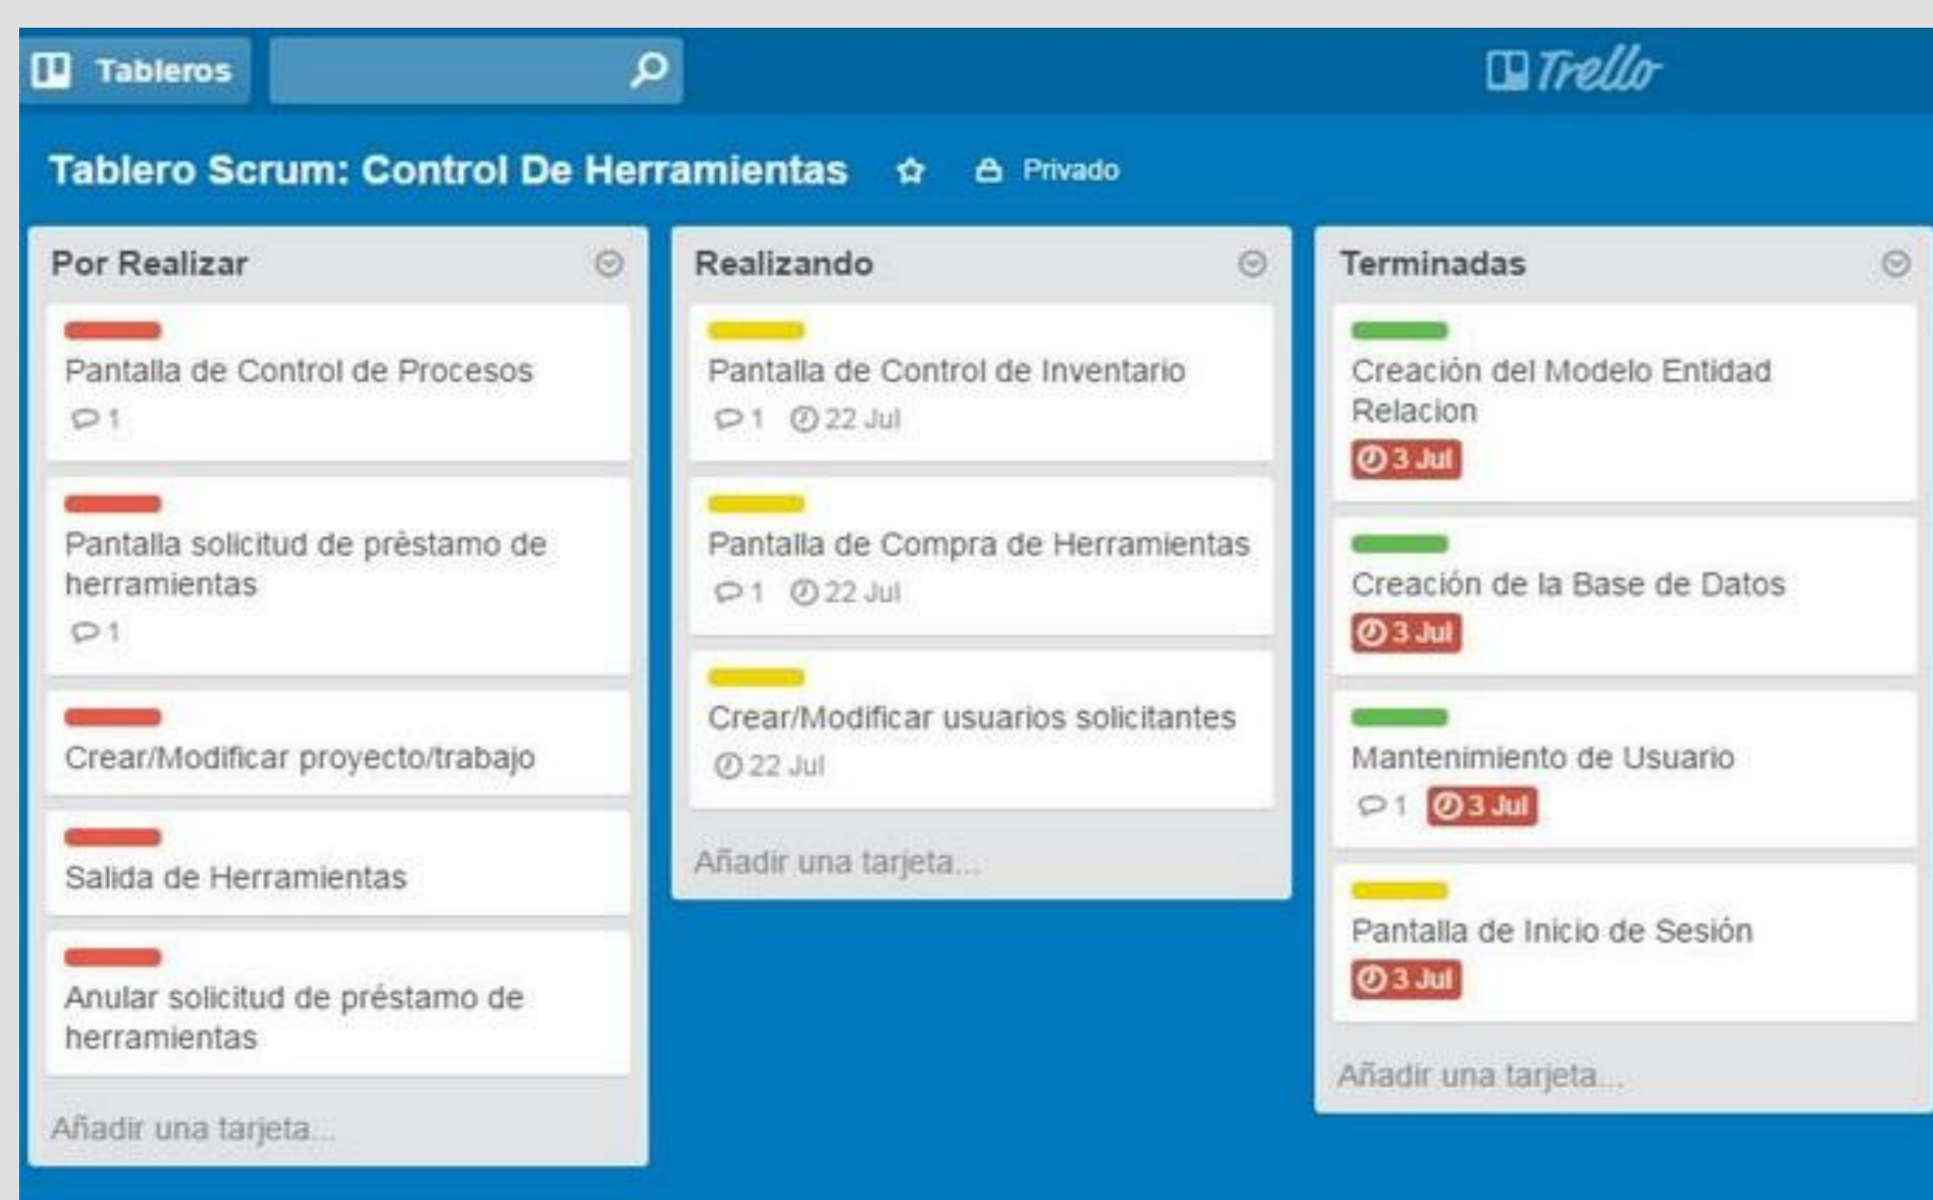 Tableros
Trello
Tablero Scrum: Control De Herramientas
Privado
Por Realizar
Pantalla de Control de Procesos
1
Pantalla solicitud de prèstamo de
herramientas
1
Crear/Modificar proyecto/trabajo
Salida de Herramientas
Anular solicitud de préstamo de
herramientas
Añadir una tarjeta...
Realizando
Pantalla de Control de Inventario
1 22 Jul
Pantalla de Compra de Herramientas
1 22 Jul
Crear/Modificar usuarios solicitantes
22 Jul
Añadir una tarjeta...
Terminadas
Creación del Modelo Entidad
Relacion
3 Jul
Creación de la Base de Datos
3 Jul
Mantenimiento de Usuario
1 3 Jul
Pantalla de Inicio de Sesión
3 Jul
Añadir una tarjeta...